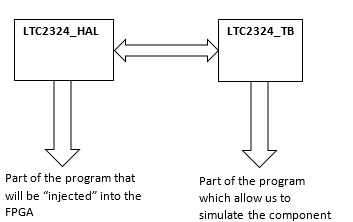 LTC2324_HAL
LTC2324_TB
Part of the program that
will be “injected” into the
FPGA
Part of the program
which allow us to
simulate the component